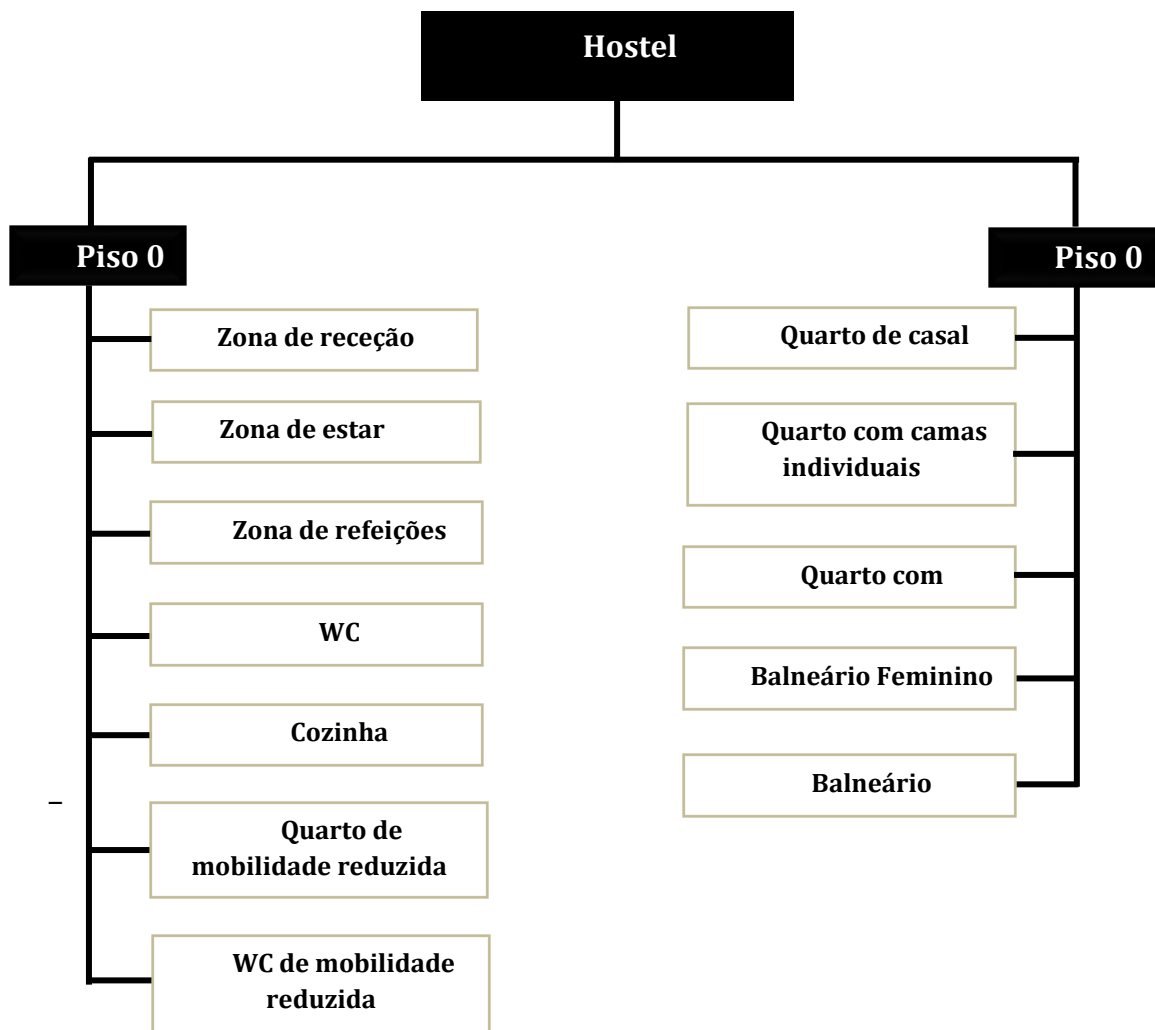 Hostel
Piso 0
Zona de receção
Zona de estar
Zona de refeições
WC
Cozinha
Quarto de
mobilidade reduzida
WC de mobilidade
reduzida
Piso 0
Quarto de casal
Quarto com camas
individuais
Quarto com
Balneário Feminino
Balneário